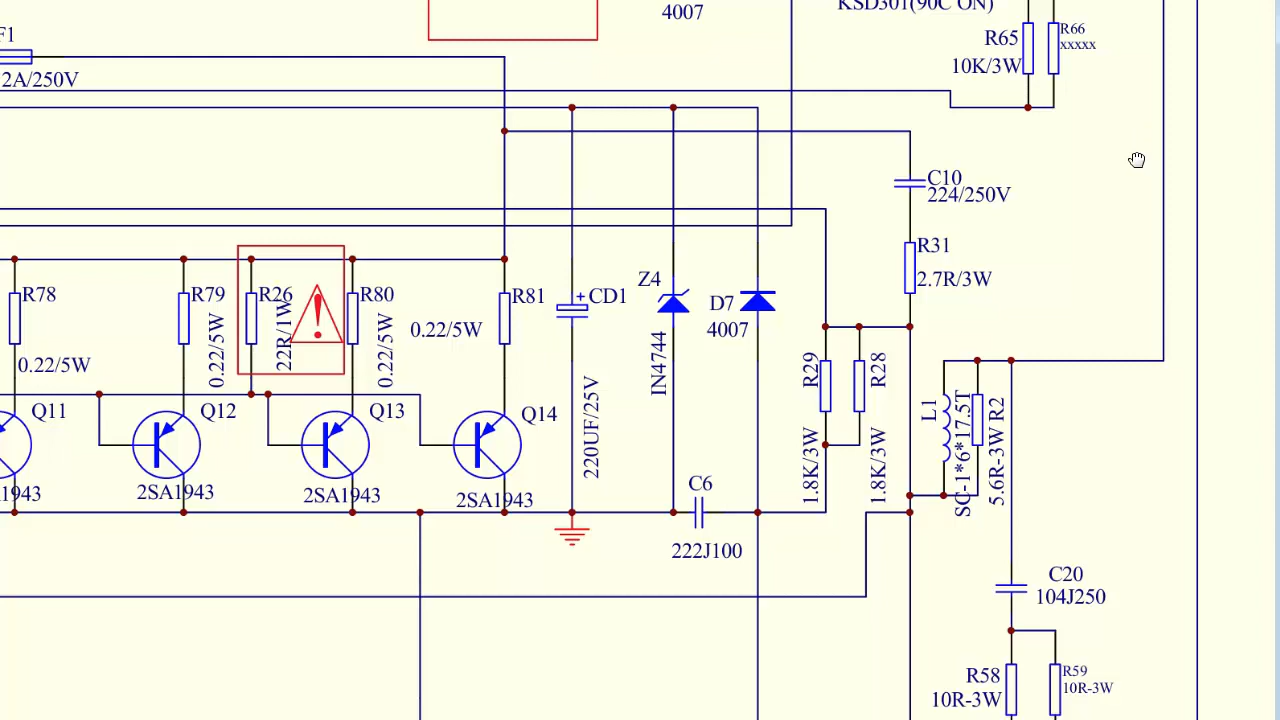 4007
KSD301(90C ON)
F1
2A/250V
R65
10K/3W
R66
xxxxx
C10
224/250V
R31
2.7R/3W
R78
0.22/5W
R79
0.22/5W
R26
22R/1W
R80
0.22/5W
R81
0.22/5W
CD1
220UF/25V
Z4
IN4744
D7
4007
R29
1.8K/3W
R28
1.8K/3W
L1
SC-1*6*17.5T
R2
5.6R-3W
Q11
1943
Q12
2SA1943
Q13
2SA1943
Q14
2SA1943
C6
222J100
C20
104J250
R58
10R-3W
R59
10R-3W